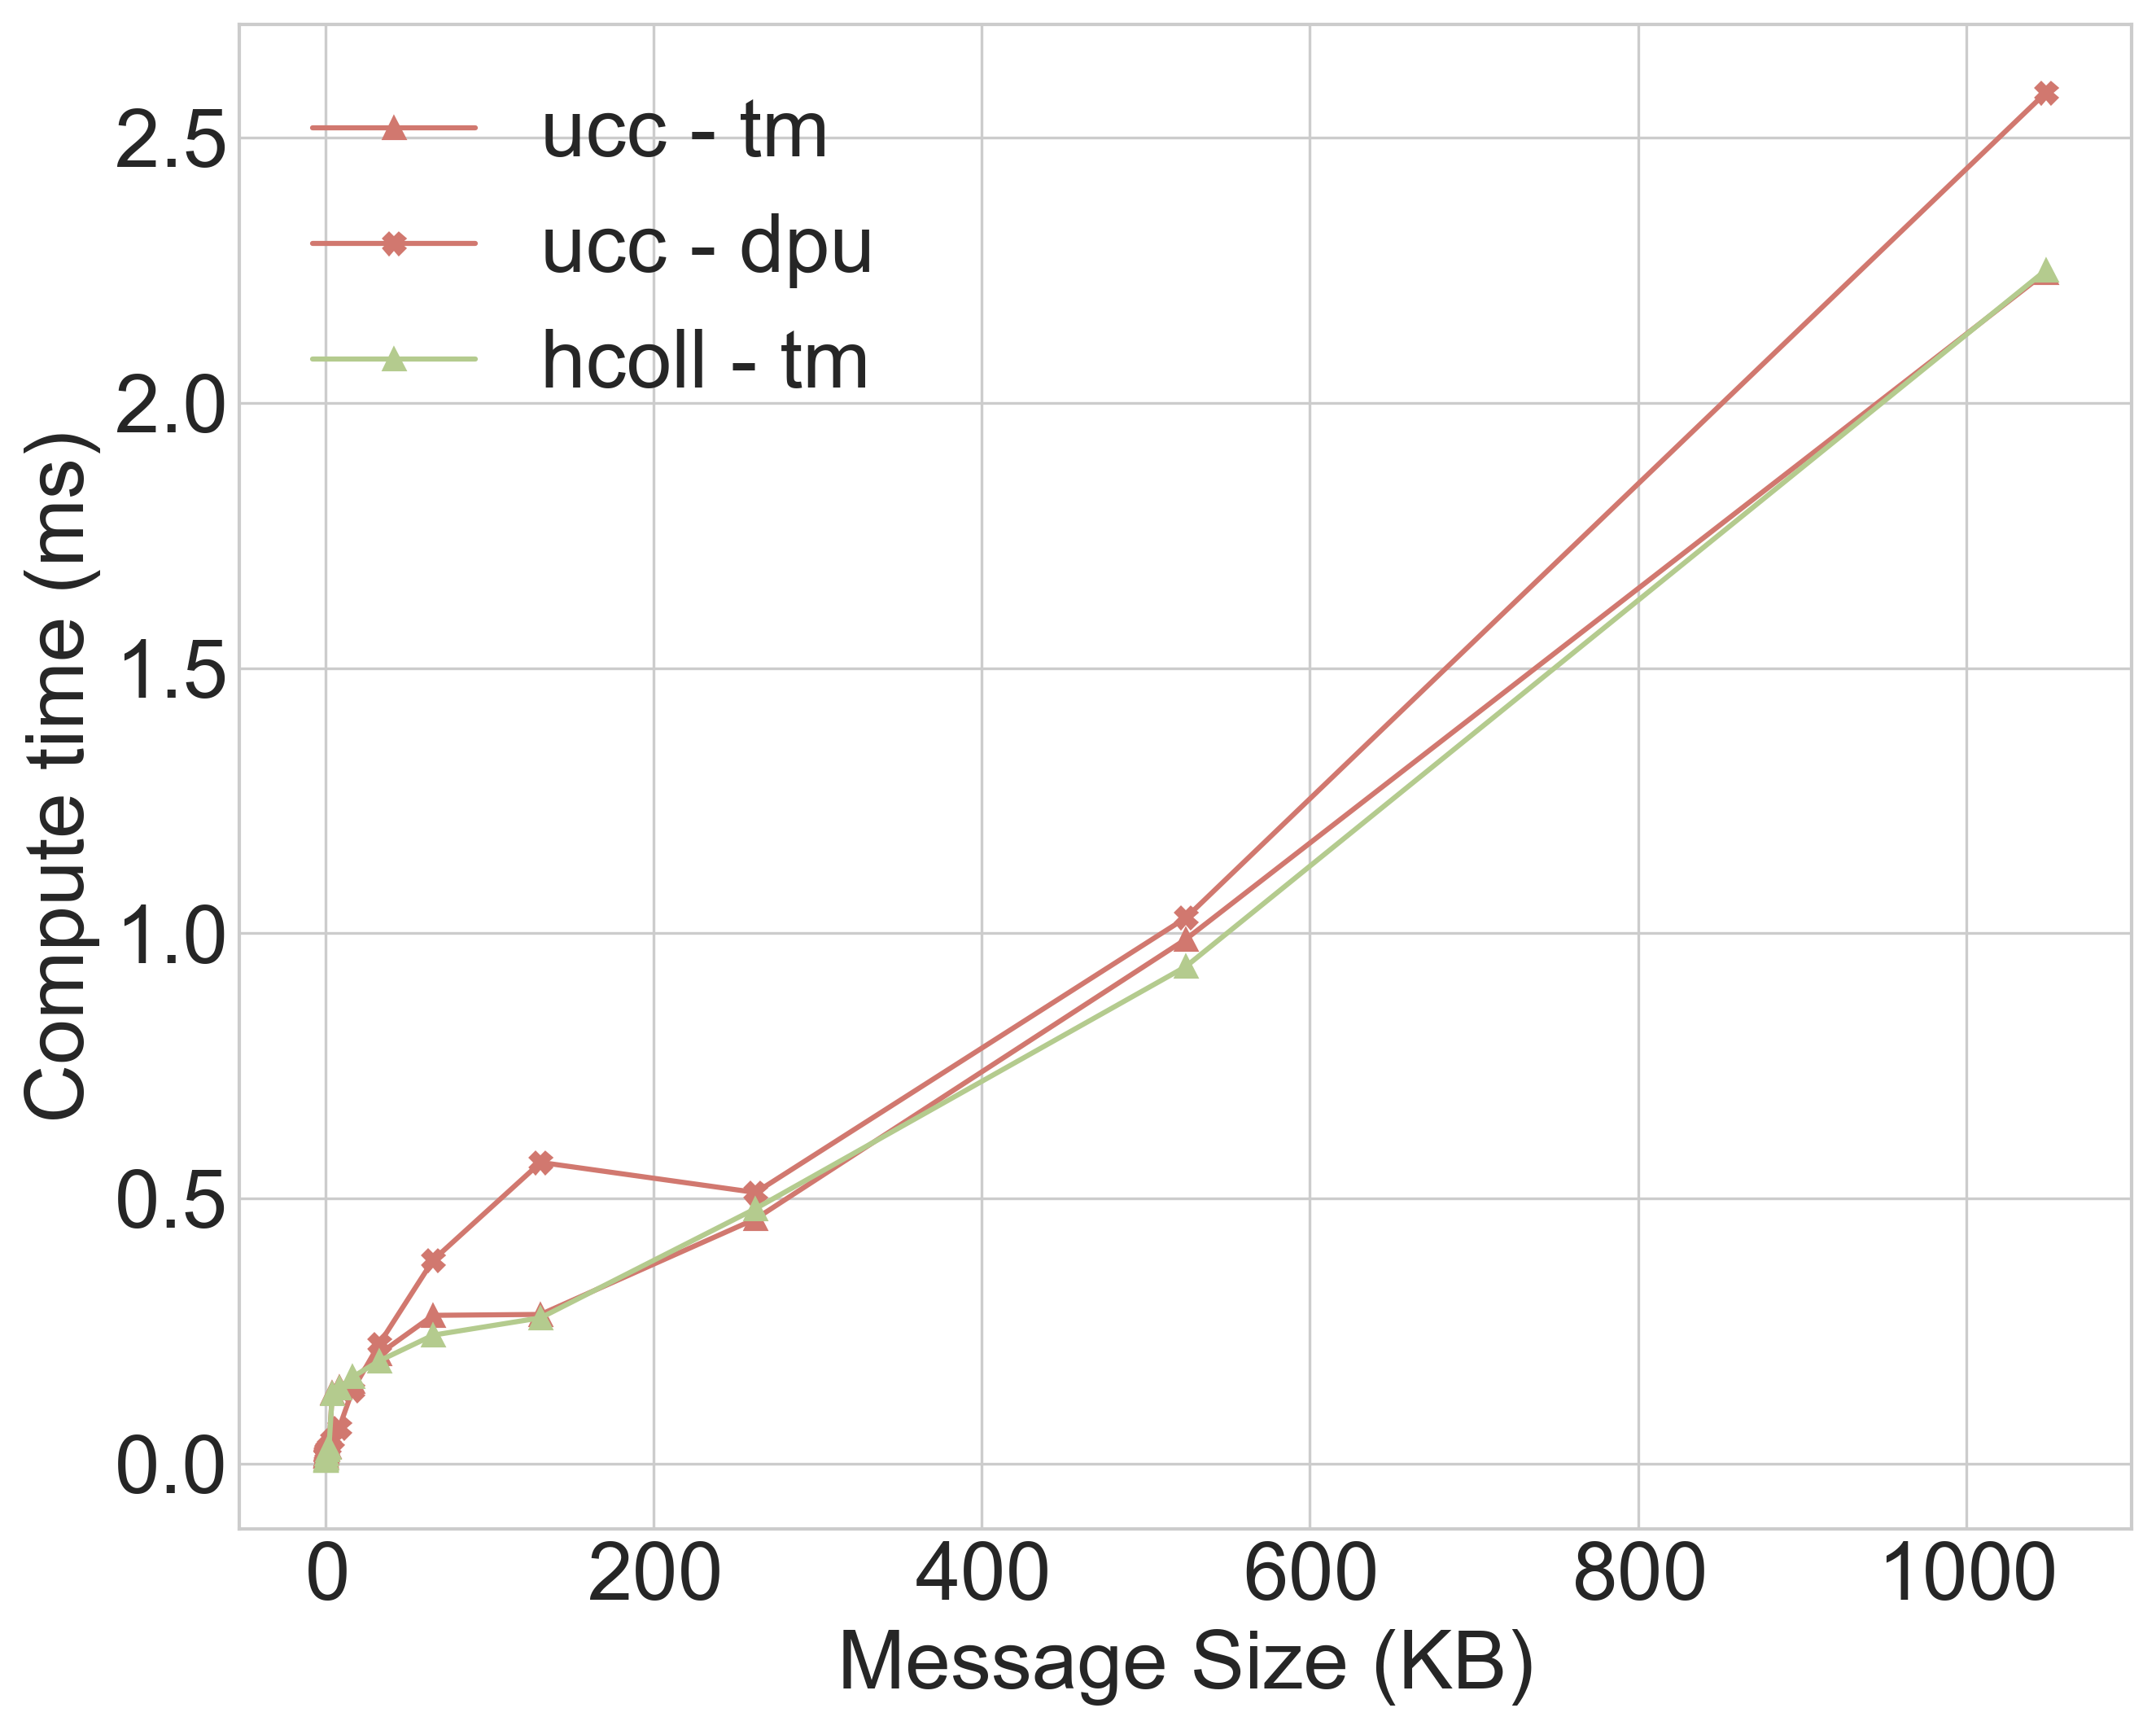 ucc - tm
ucc - dpu
hcoll - tm
2.5
2.0
1.5
1.0
0.5
0.0
Compute time (ms)
0 200 400 600 800 1000
Message Size (KB)